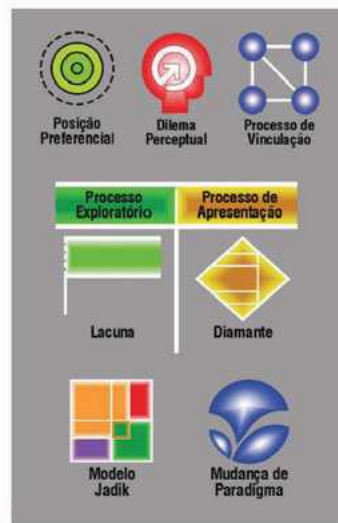 Posição
Preferencial
Dilema
Perceptual
Processo de
Vinculação
Processo
Exploratório
Processo de
Apresentação
Lacuna
Diamante
Modelo
Jadik
Mudança de
Paradigma